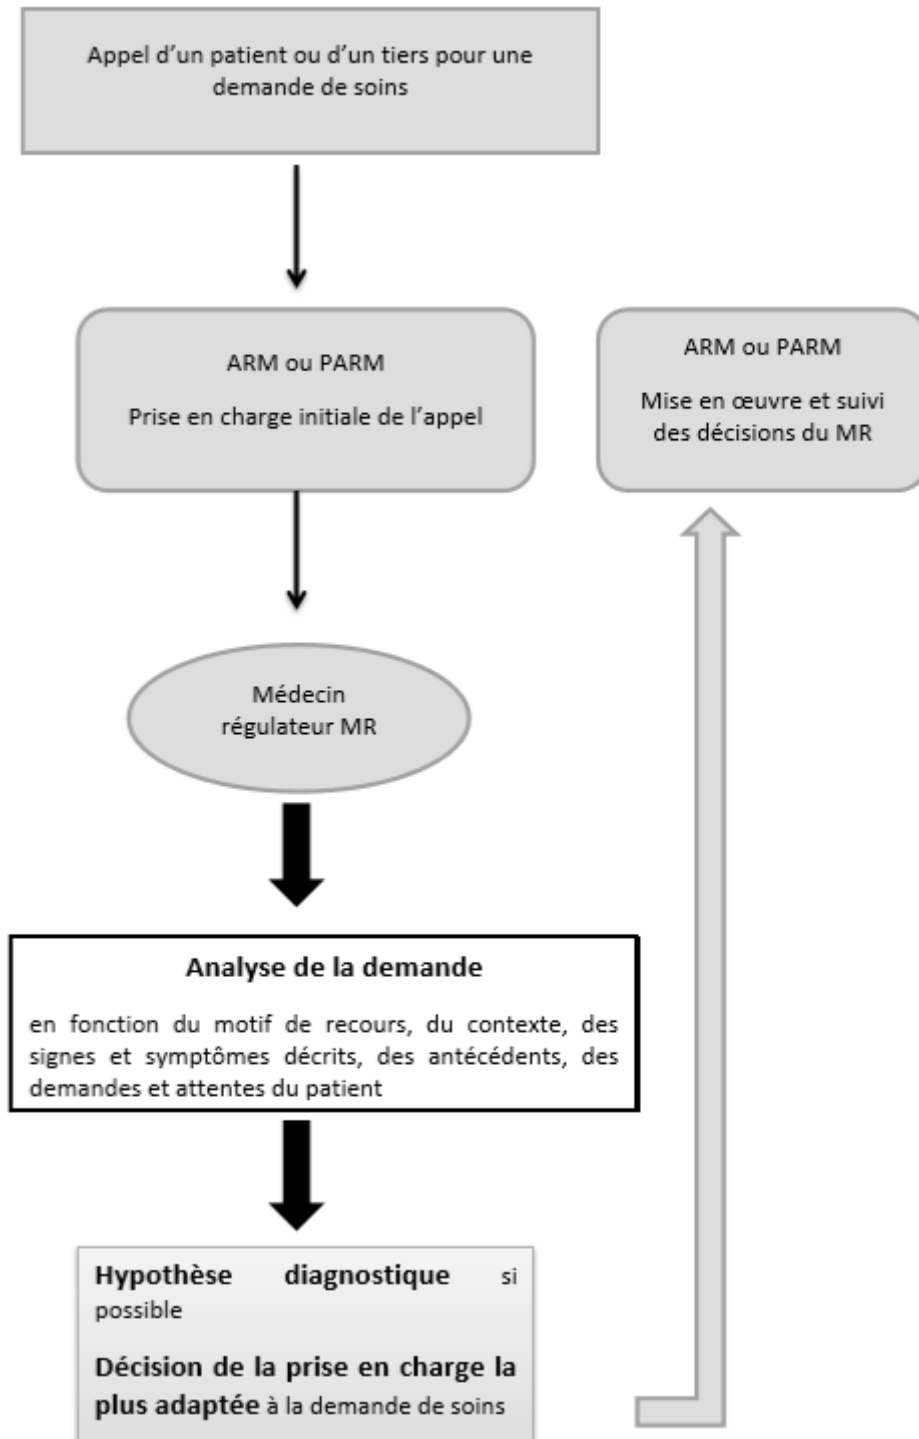 Appel d’un patient ou d’un tiers pour une
demande de soins
ARM ou PARM
Prise en charge initiale de l’appel
ARM ou PARM
Mise en œuvre et suivi
des décisions du MR
Médecin
régulateur MR
Analyse de la demande
en fonction du motif de recours, du contexte, des
signes et symptômes décrits, des antécédents, des
demandes et attentes du patient
Hypothèse diagnostique si
possible
Décision de la prise en charge la
plus adaptée à la demande de soins